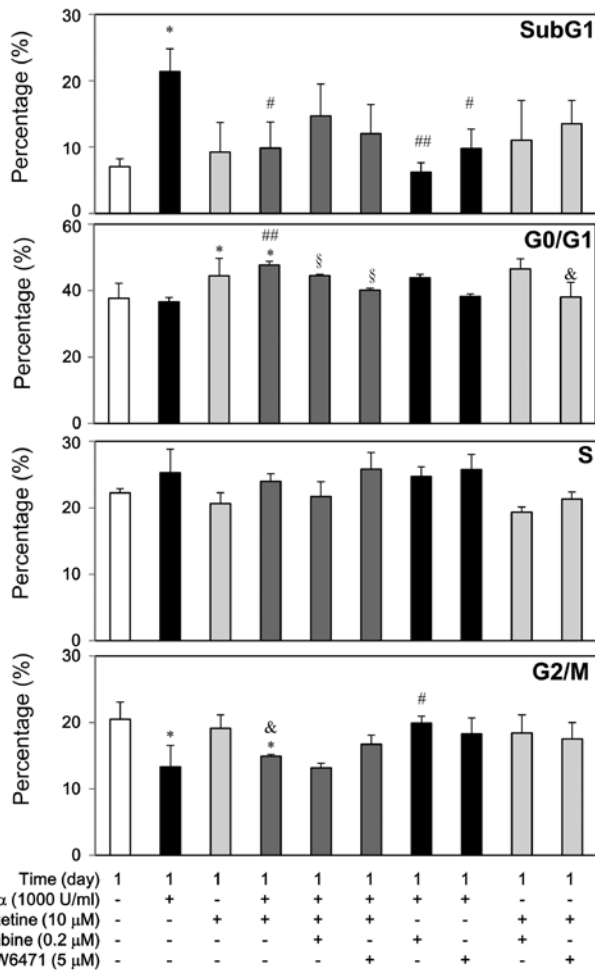 SubG1
Percentage (%)
30
20
10
0
*
#
##
#
G0/G1
Percentage (%)
60
40
20
0
*
##
*
§
§
&
S
Percentage (%)
30
20
10
0
G2/M
Percentage (%)
30
20
10
0
*
&
*
#
Time (day) 1 1 1 1 1 1 1 1 1 1
α (1000 U/ml) - + - + + + + + - -
etine (10 μM) - - + + + + - - + +
bine (0.2 μM) - - - - + - + - + -
W6471 (5 μM) - - - - - + - + - +